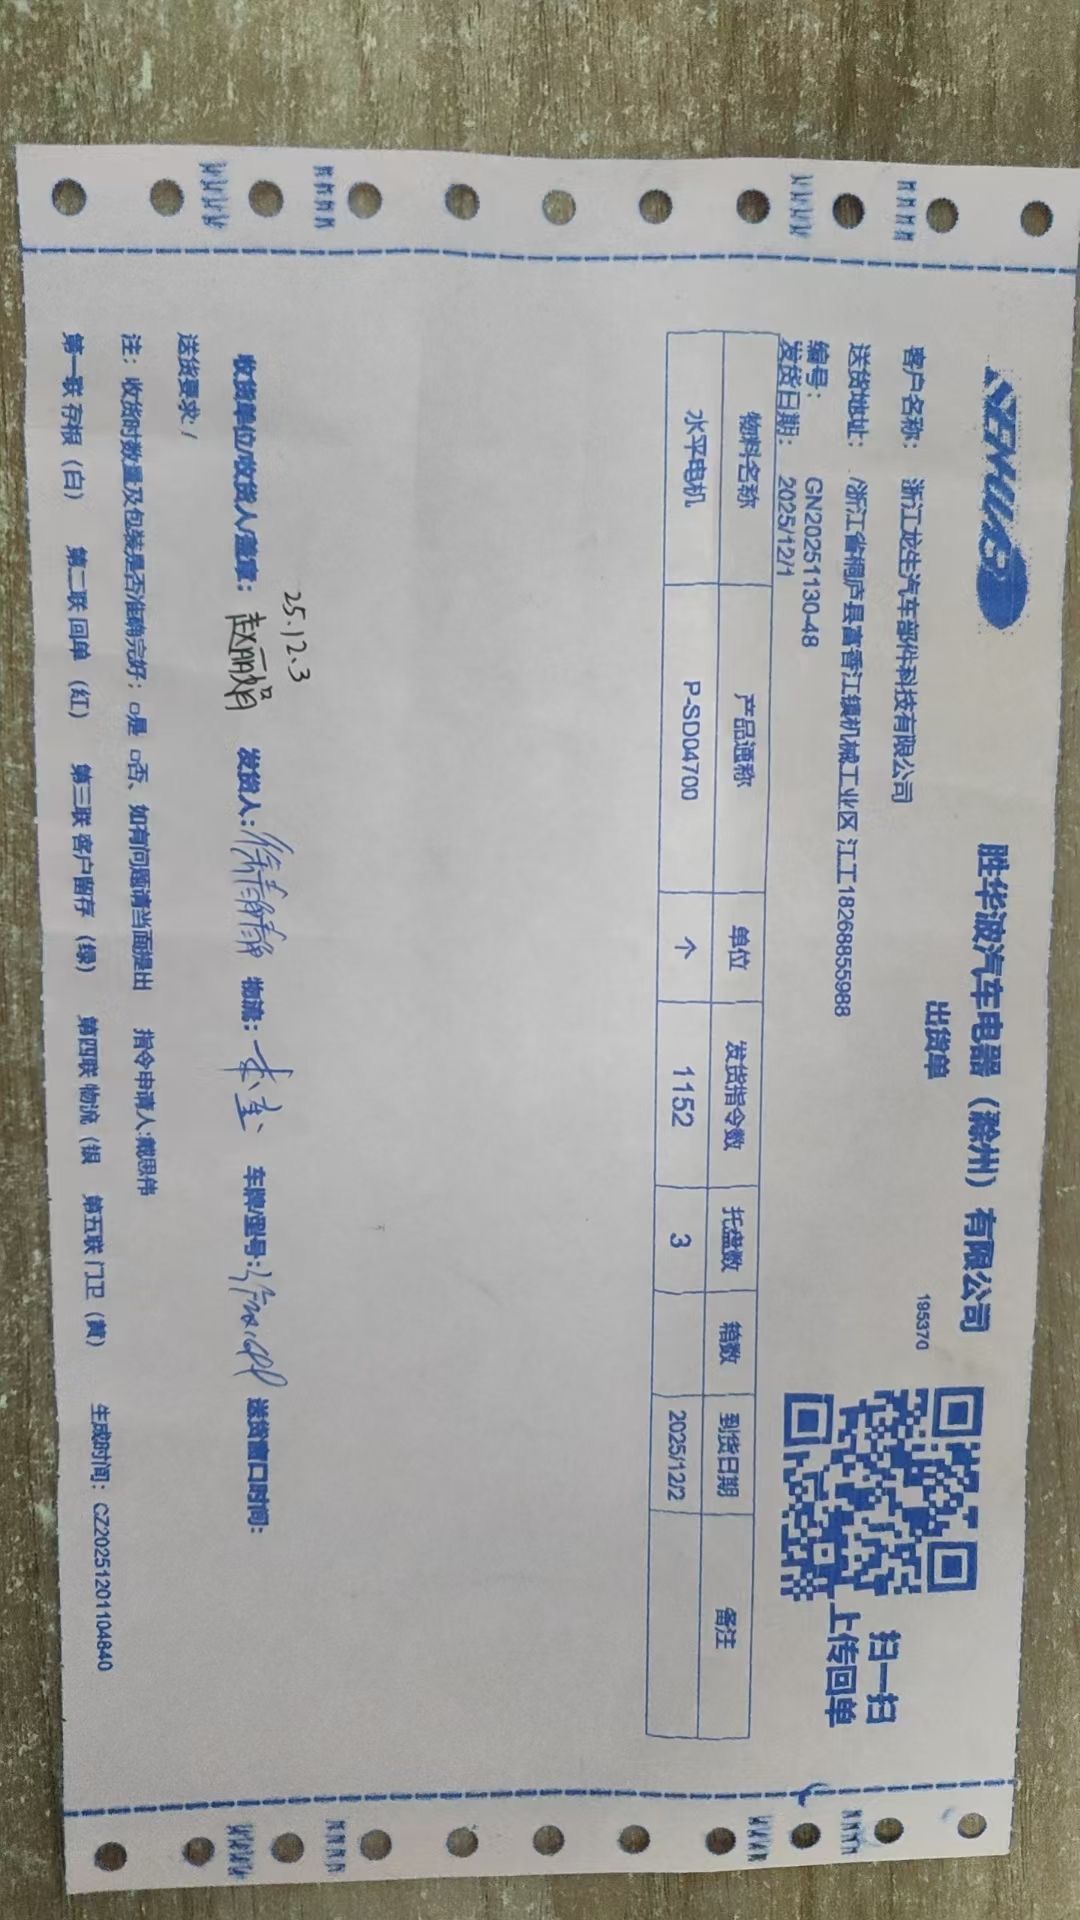 SEHWAB
胜华波汽车电器（滁州）有限公司
出货单
195370
扫一扫
上传回单
客户名称： 浙江龙生汽车部件科技有限公司
送货地址： /浙江省桐庐县富春江镇机械工业区 江工18268855988
编号： GN20251130-48
发货日期： 2025/12/1
物料名称 产品通称 单位 发货指令数 托盘数 箱数 到货日期 备注
水平电机 P-SD04700 个 1152 3 2025/12/2
25.12.3
收货单位/收货人/盖章： 赵丽娟 发货人： 物流： 车牌/型号： 送货窗口时间：
送货要求：/
注： 收货时数量及包装是否准确完好；□是 □否、如有问题请当面提出 指令申请人:戴思伟
第一联 存根（白） 第二联 回单（红） 第三联 客户留存（绿） 第四联 物流（银 第五联 门卫（黄） 生成时间：CZ20251201104840